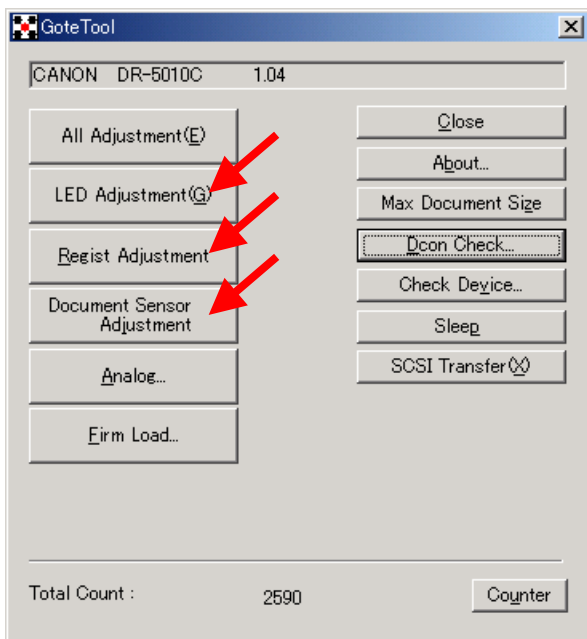 GoteTool
CANON DR-5010C 1.04
All Adjustment(E)
LED Adjustment(G)
Regist Adjustment
Document Sensor
Adjustment
Analog...
Firm Load...
Close
About...
Max Document Size
Dcon Check...
Check Device...
Sleep
SCSI Transfer(X)
Total Count :
2590
Counter